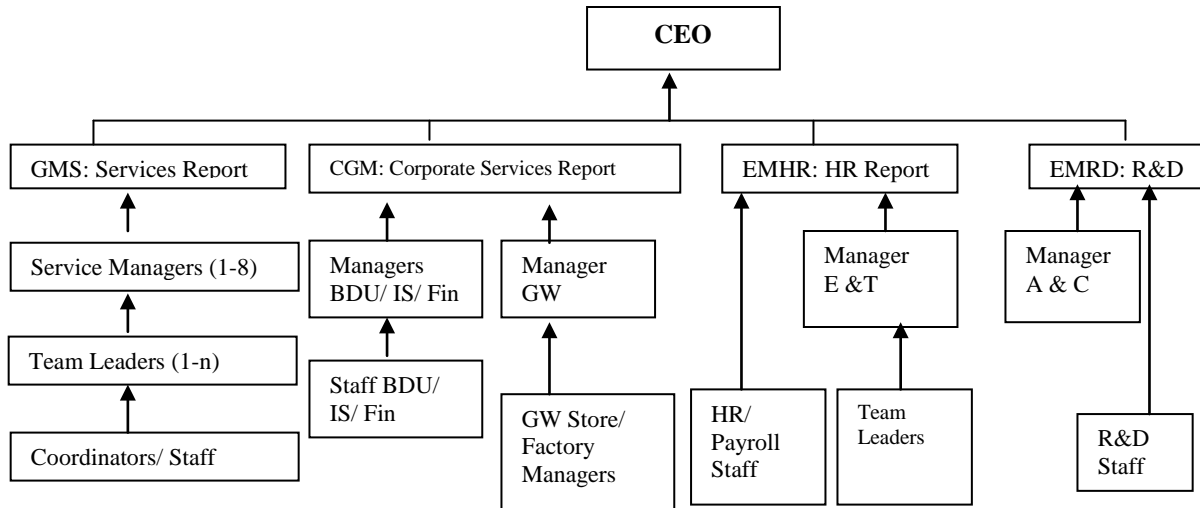 CEO
GMS: Services Report
CGM: Corporate Services Report
EMHR: HR Report
EMRD: R&D
Service Managers (1-8)
Managers
BDU/ IS/ Fin
Manager
GW
Manager
E &T
Manager
A & C
Team Leaders (1-n)
Staff BDU/
IS/ Fin
GW Store/
Factory
Managers
HR/
Payroll
Staff
Team
Leaders
R&D
Staff
Coordinators/ Staff